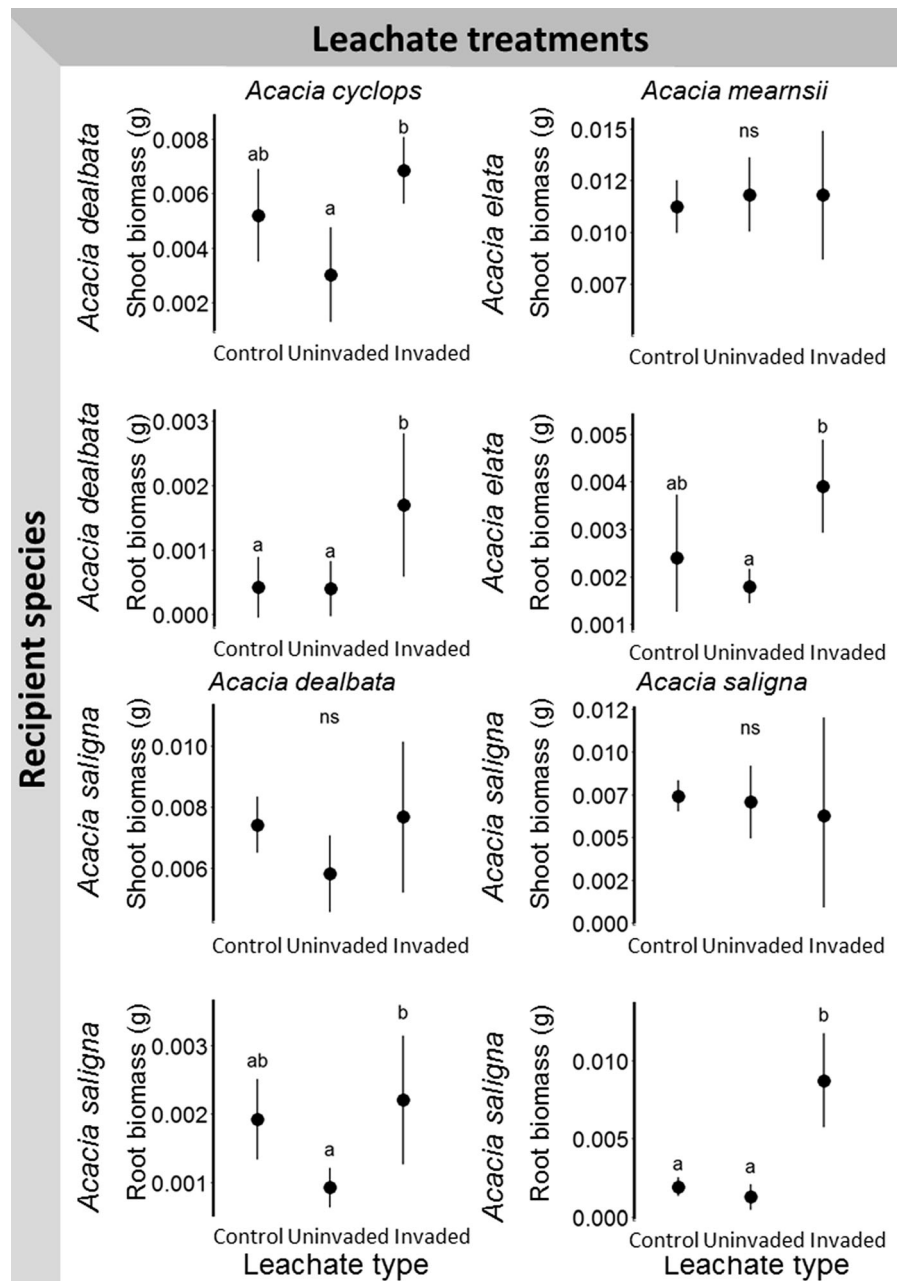 Leachate treatments
Recipient species
Acacia cyclops
Acacia dealbata
Shoot biomass (g)
0.008
0.006
0.004
0.002
ab
a
b
Control Uninvaded Invaded
Acacia mearnsii
Acacia elata
Shoot biomass (g)
0.015
0.012
0.010
0.007
ns
Control Uninvaded Invaded
Acacia dealbata
Root biomass (g)
0.003
0.002
0.001
0.000
a
a
b
Control Uninvaded Invaded
Acacia elata
Root biomass (g)
0.005
0.004
0.003
0.002
0.001
ab
a
b
Control Uninvaded Invaded
Acacia dealbata
Acacia saligna
Shoot biomass (g)
0.010
0.008
0.006
ns
Control Uninvaded Invaded
Acacia saligna
Acacia saligna
Shoot biomass (g)
0.012
0.010
0.007
0.005
0.002
0.000
ns
Control Uninvaded Invaded
Acacia saligna
Root biomass (g)
0.003
0.002
0.001
ab
a
b
Control Uninvaded Invaded
Leachate type
Acacia saligna
Root biomass (g)
0.010
0.005
0.000
a
a
b
Control Uninvaded Invaded
Leachate type